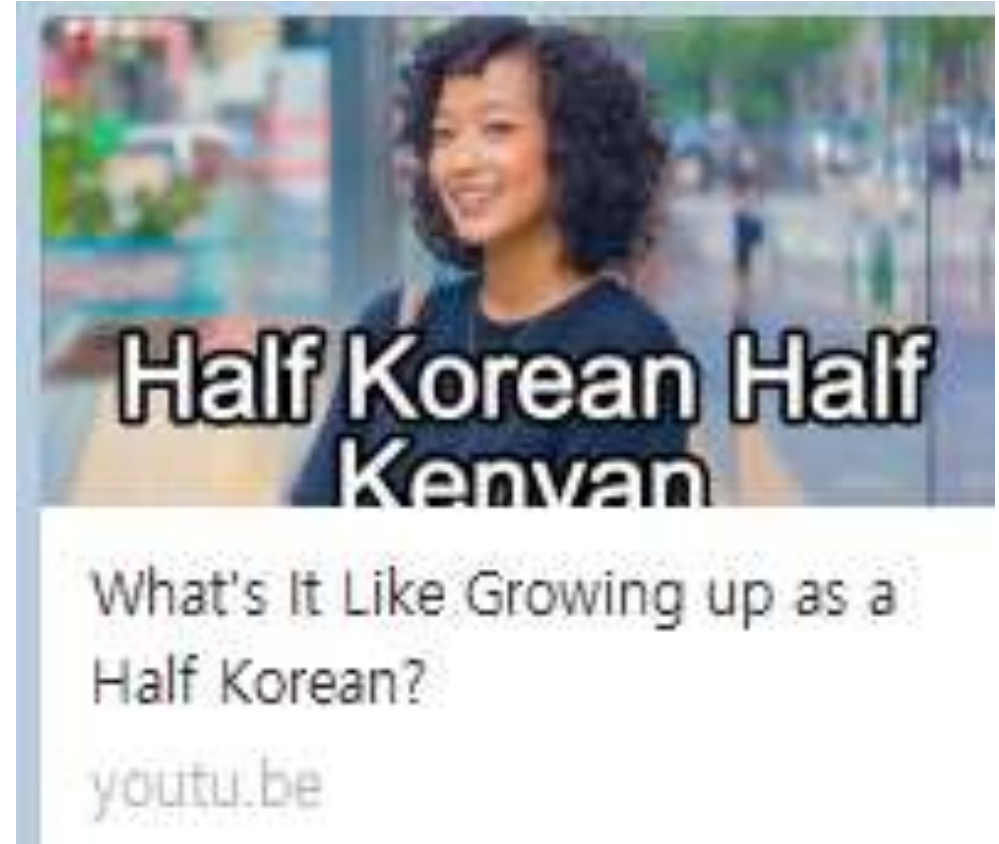 Half Korean Half
Kenyan
What's It Like Growing up as a
Half Korean?
youtu.be